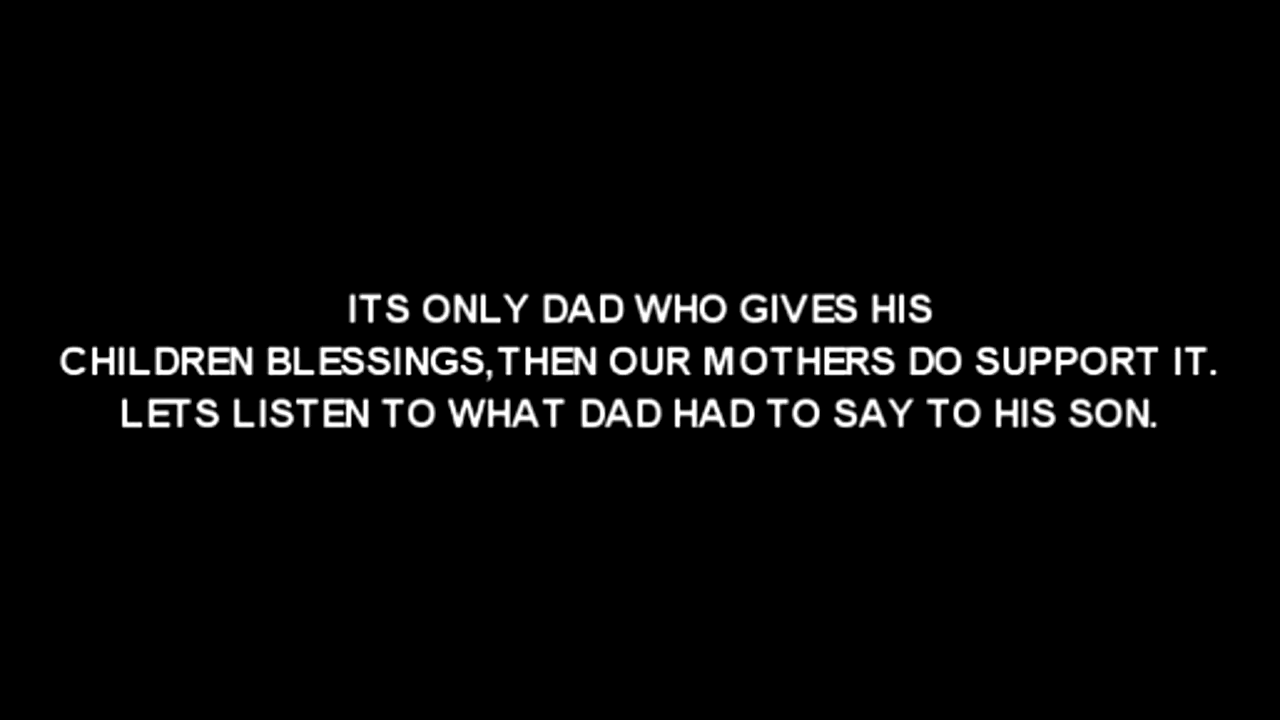 ITS ONLY DAD WHO GIVES HIS
CHILDREN BLESSINGS,THEN OUR MOTHERS DO SUPPORT IT.
LETS LISTEN TO WHAT DAD HAD TO SAY TO HIS SON.